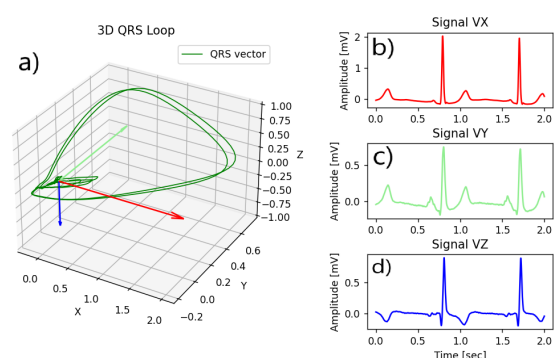 3D QRS Loop
QRS vector
a)
1.00
0.75
0.50
0.25
0.00
−0.25
−0.50
−0.75
−1.00
Z
0.6
0.4
0.2
0.0
−0.2
Y
0.0
0.5
1.0
1.5
2.0
X
Signal VX
b)
Amplitude [mV]
2
1
0
0.0 0.5 1.0 1.5 2.0
Signal VY
c)
Amplitude [mV]
0.5
0.0
0.0 0.5 1.0 1.5 2.0
Signal VZ
d)
Amplitude [mV]
0.5
0.0
0.0 0.5 1.0 1.5 2.0
Time [sec]